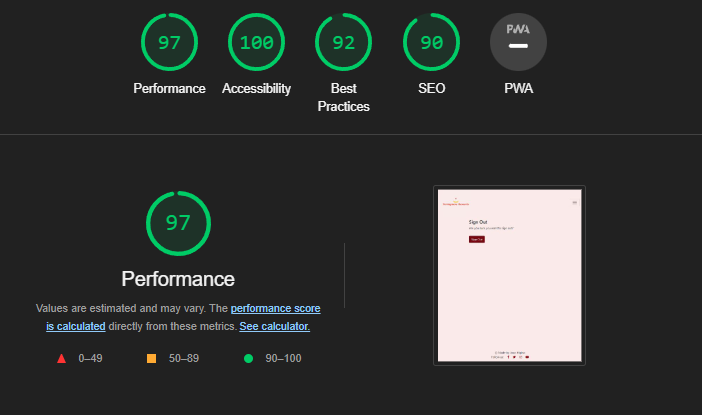 97
100
92
90
PWA
Performance
Accessibility
Best
Practices
SEO
PWA
97
Performance
Values are estimated and may vary. The performance score
is calculated directly from these metrics. See calculator.
0–49
50–89
90–100
Sign Out
Sign Out